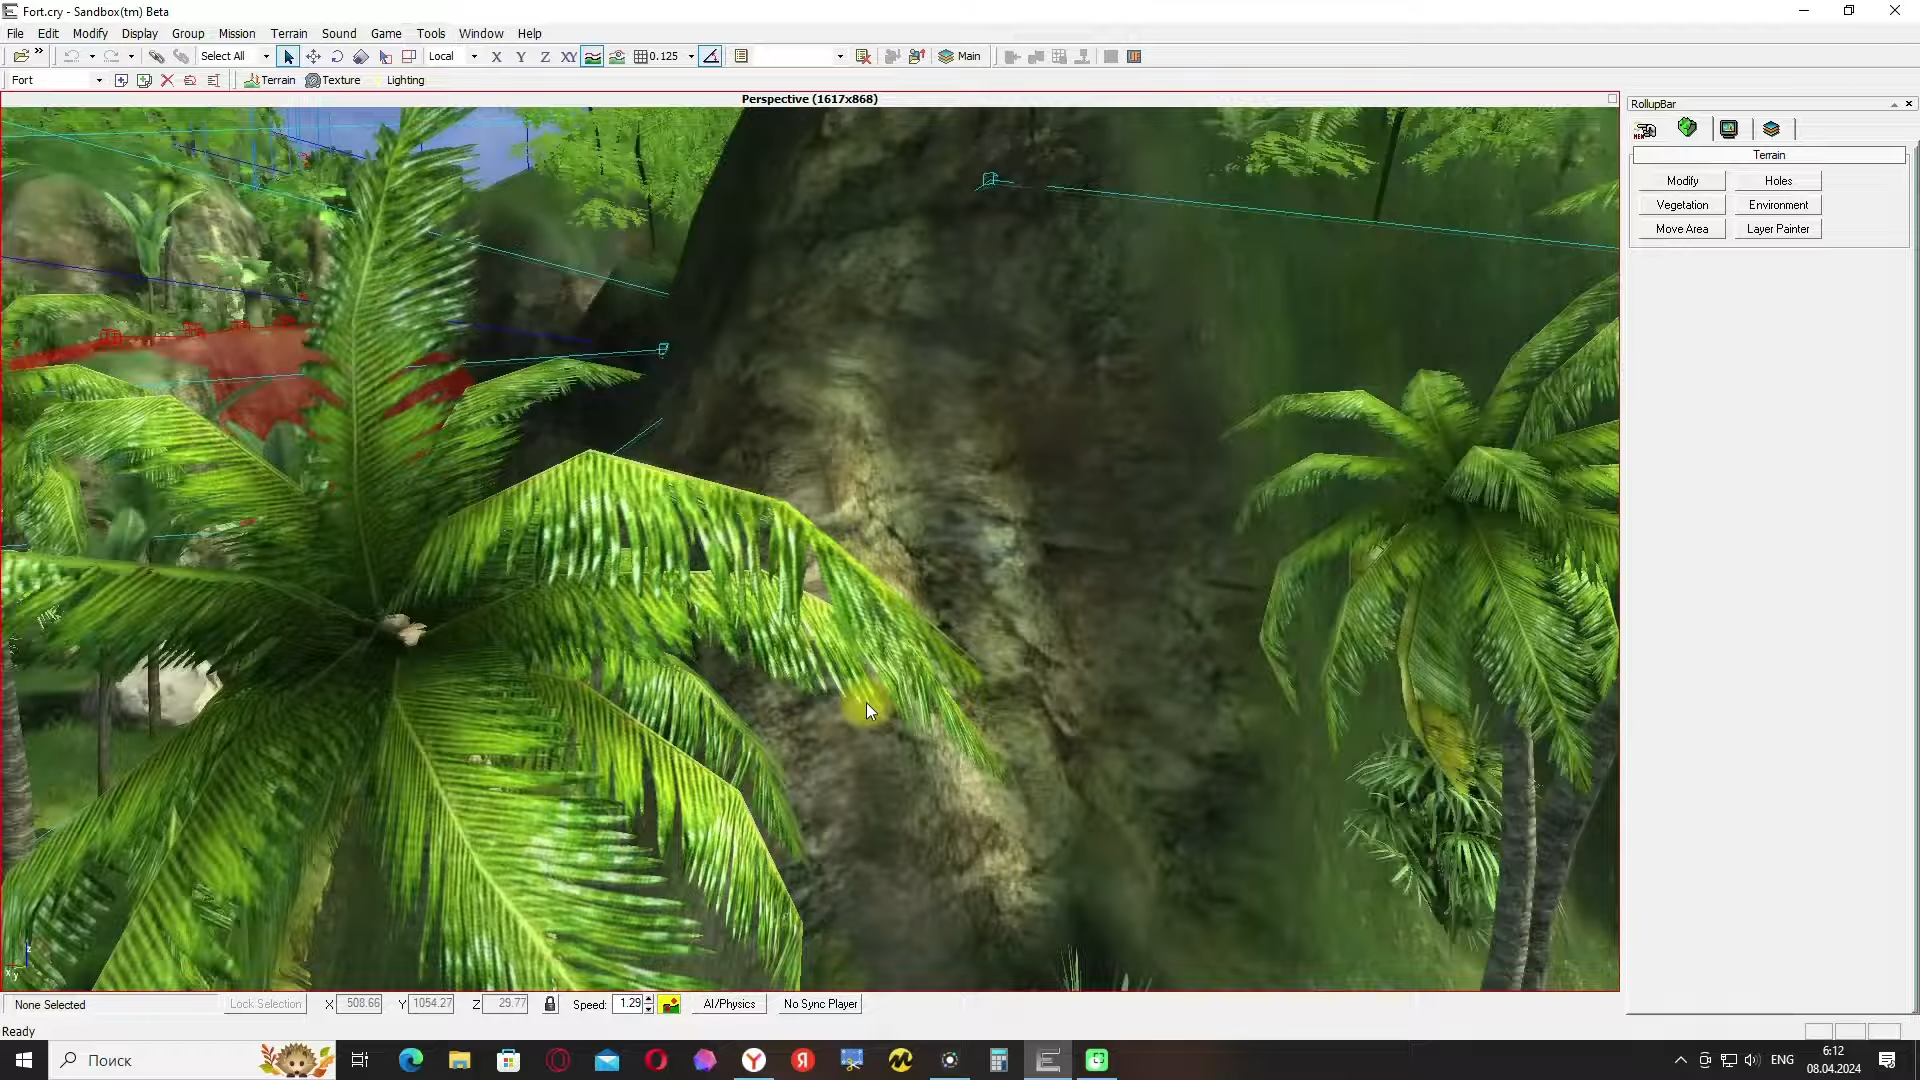 Fort.cry - Sandbox(tm) Beta
File Edit Modify Display Group Mission Terrain Sound Game Tools Window Help
Select All Local X Y Z XY 0.125 Main
Fort Terrain Texture Lighting
Perspective (1617x868)
RollupBar
Terrain
Modify Holes
Vegetation Environment
Move Area Layer Painter
None Selected Lock Selection X 508.66 Y 1054.27 Z 29.77 Speed: 1.29 AI/Physics No Sync Player
Ready
Поиск
ENG
6:12
08.04.2024